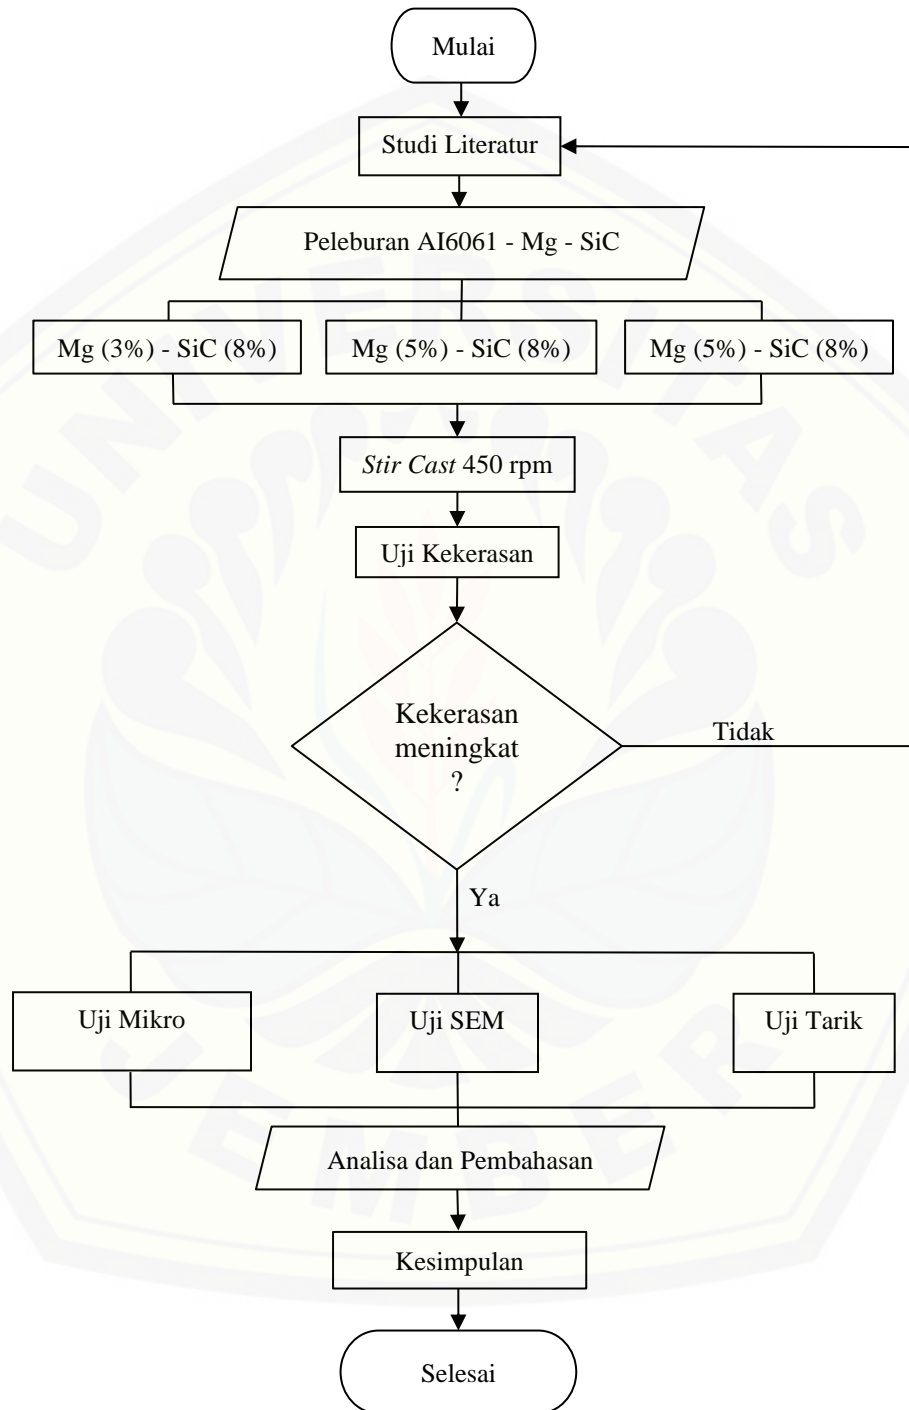 Mulai
Studi Literatur
Peleburan AI6061 - Mg - SiC
Mg (3%) - SiC (8%)
Mg (5%) - SiC (8%)
Mg (5%) - SiC (8%)
Stir Cast 450 rpm
Uji Kekerasan
Kekerasan
meningkat
?
Tidak
Ya
Uji Mikro
Uji SEM
Uji Tarik
Analisa dan Pembahasan
Kesimpulan
Selesai
UNIVERSITAS
JEMBER